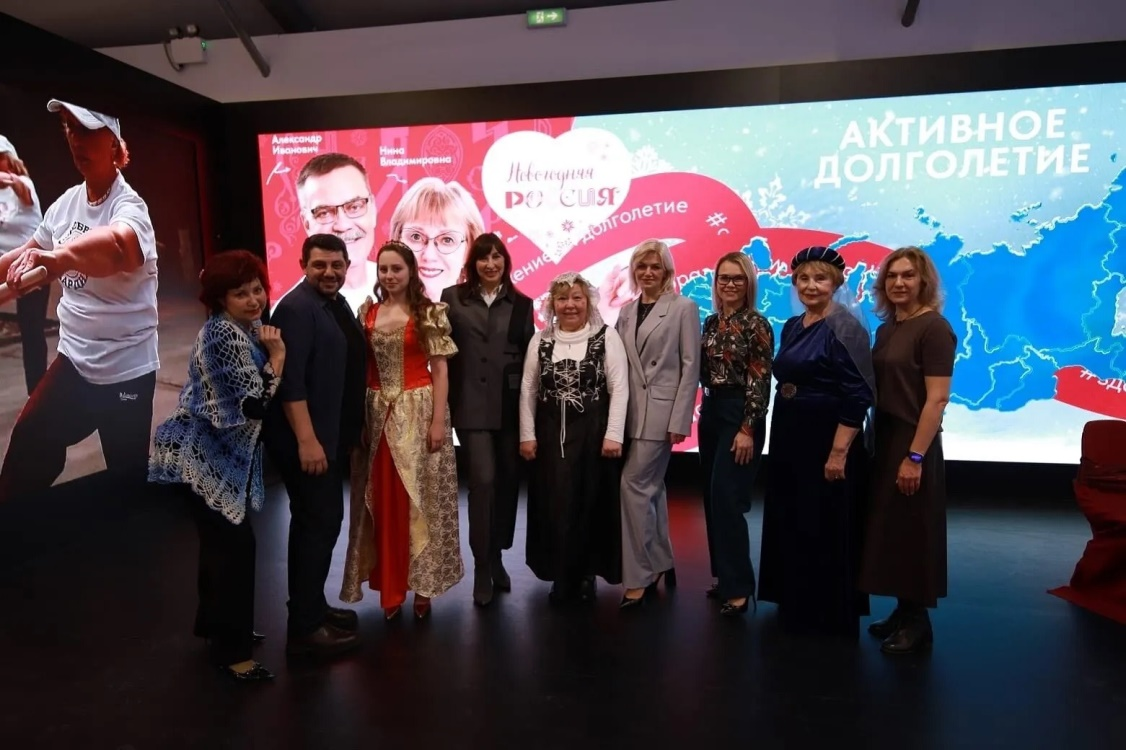 Александр
Иванович
Нина
Владимировна
Новогодняя
РОССИЯ
АКТИВНОЕ
ДОЛГОЛЕТИЕ
долголетие #с